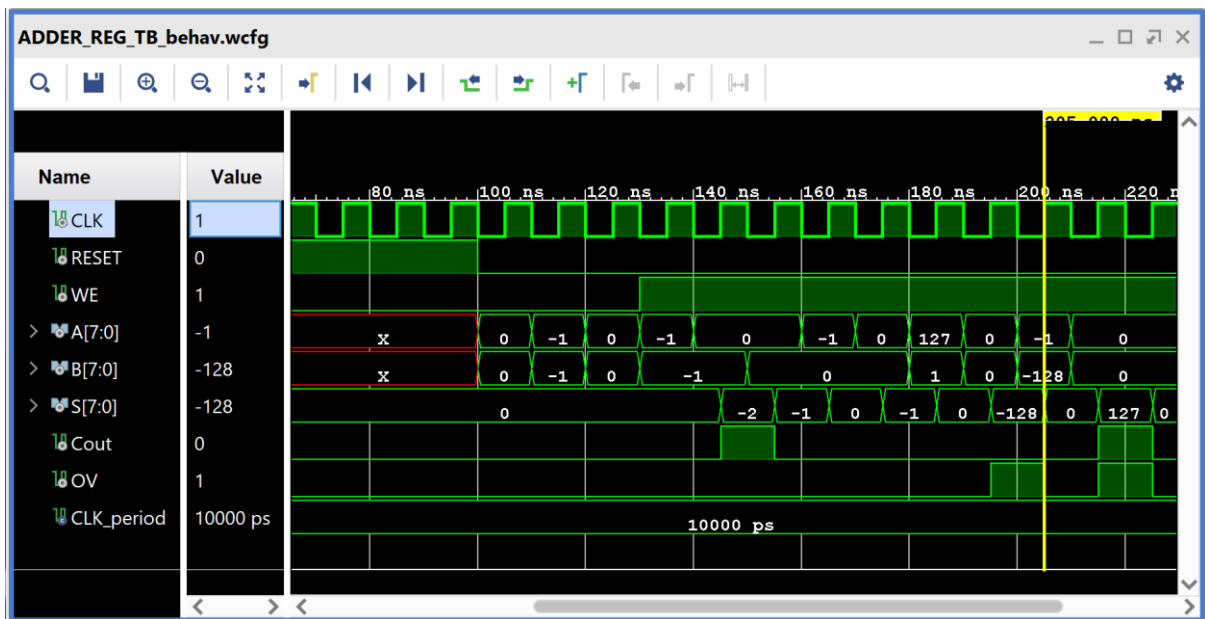 ADDER_REG_TB_behav.wcfg
Name Value
80 ns 100 ns 120 ns 140 ns 160 ns 180 ns 200 ns 220 n
CLK 1
RESET 0
WE 1
A[7:0] -1 X 0 -1 0 -1 0 -1 0 127 0 -1 0
B[7:0] -128 X 0 -1 0 -1 0 1 0 -128 0
S[7:0] -128 0 -2 -1 0 -1 0 -128 0 127 0
Cout 0
OV 1
CLK_period 10000 ps 10000 ps